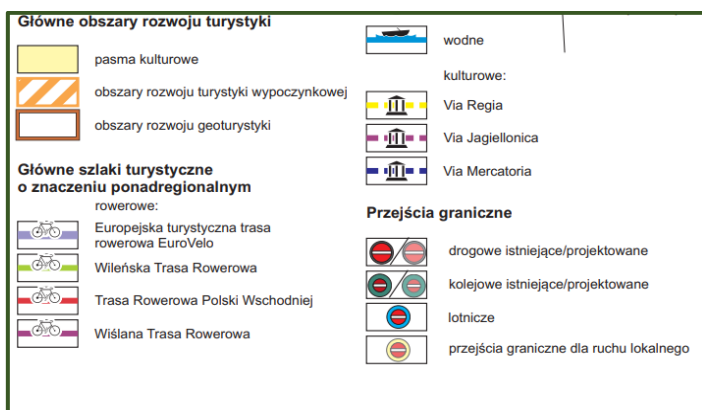 Główne obszary rozwoju turystyki
pasma kulturowe
obszary rozwoju turystyki wypoczynkowej
obszary rozwoju geoturystyki
Główne szlaki turystyczne
o znaczeniu ponadregionalnym
rowerowe:
Europejska turystyczna trasa
rowerowa EuroVelo
Wileńska Trasa Rowerowa
Trasa Rowerowa Polski Wschodniej
Wiślana Trasa Rowerowa
wodne
kulturowe:
Via Regia
Via Jagiellonica
Via Mercatoria
Przejścia graniczne
drogowe istniejące/projektowane
kolejowe istniejące/projektowane
lotnicze
przejścia graniczne dla ruchu lokalnego